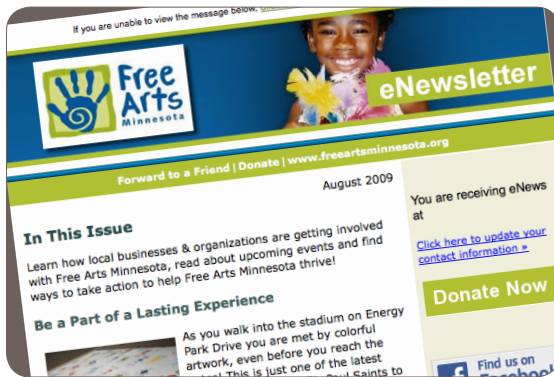 If you are unable to view the message below,
Free
Arts
Minnesota
eNewsletter
Forward to a Friend | Donate | www.freeartsminnesota.org
August 2009
In This Issue
Learn how local businesses & organizations are getting involved
with Free Arts Minnesota, read about upcoming events and find
ways to take action to help Free Arts Minnesota thrive!
Be a Part of a Lasting Experience
As you walk into the stadium on Energy
Park Drive you are met by colorful
artwork, even before you reach the
This is just one of the latest
Paul Saints to
You are receiving eNews
at
Click here to update your
contact information »
Donate Now
Find us on
Facebook